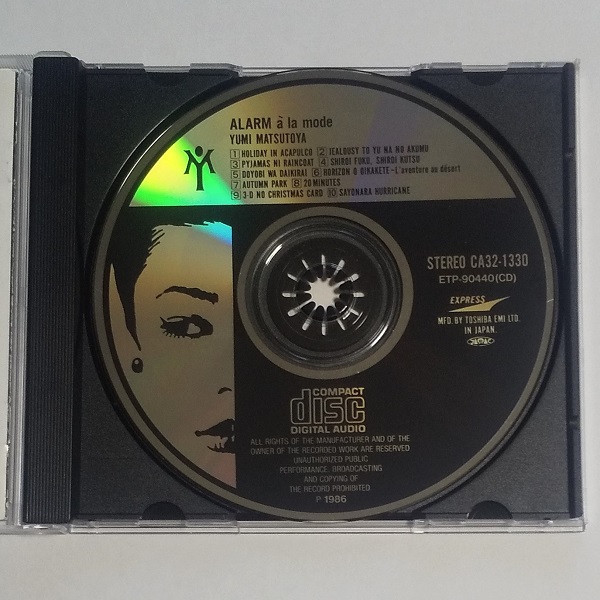 ALARM à la mode
YUMI MATSUTOYA
1 HOLIDAY IN ACAPULCO 2 JEALOUSY TO YU NA NO AKUMU
3 PYJAMAS NI RAINCOAT 4 SHIROI FUKU, SHIROI KUTSU
5 DOYOBI WA DAIKIRAI 6 HORIZON O OIKAKETE~L'aventure au désert
7 AUTUMN PARK 8 20 MINUTES
9 3-D NO CHRISTMAS CARD 10 SAYONARA HURRICANE
STEREO CA32-1330
ETP-90440(CD)
EXPRESS
MFD. BY TOSHIBA EMI LTD.
IN JAPAN.
COMPACT
disc
DIGITAL AUDIO
ALL RIGHTS OF THE MANUFACTURER AND OF THE
OWNER OF THE RECORDED WORK ARE RESERVED
UNAUTHORIZED PUBLIC
PERFORMANCE, BROADCASTING
AND COPYING OF
THE RECORD PROHIBITED.
P 1986